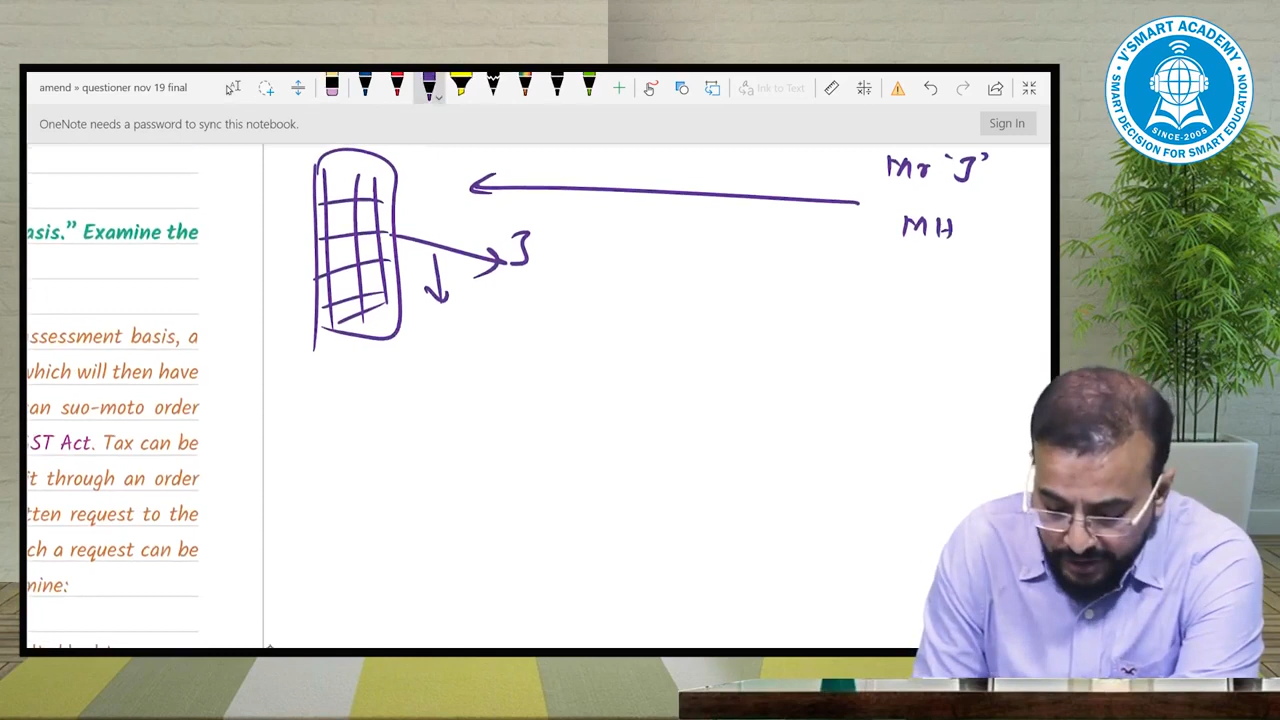 amend » questioner nov 19 final
Ink to Text
OneNote needs a password to sync this notebook.
Sign In
asis.” Examine the
ssessment basis, a
which will then have
an suo-moto order
ST Act. Tax can be
it through an order
tten request to the
ch a request can be
mine:
Mr 'J'
MH
J
V'SMART ACADEMY
SINCE-2005
SMART DECISION FOR SMART EDUCATION